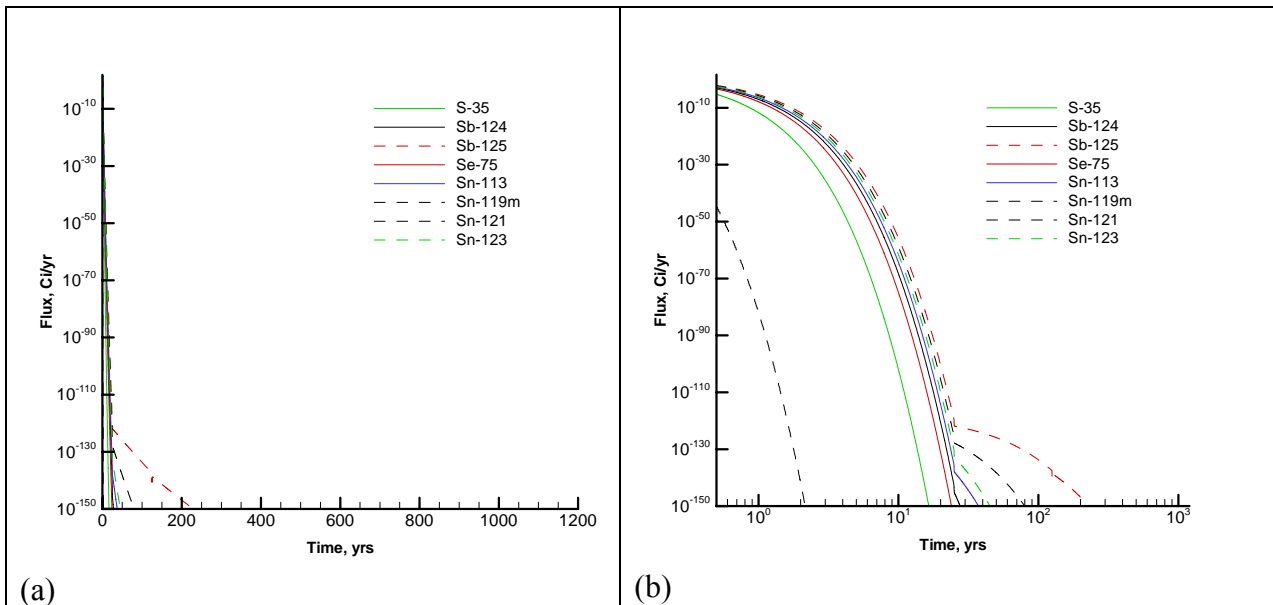 Flux, Ci/yr
10^-10
10^-30
10^-50
10^-70
10^-90
10^-110
10^-130
10^-150
0 200 400 600 800 1000 1200
Time, yrs
S-35
Sb-124
Sb-125
Se-75
Sn-113
Sn-119m
Sn-121
Sn-123
(a)
Flux, Ci/yr
10^-10
10^-30
10^-50
10^-70
10^-90
10^-110
10^-130
10^-150
10^0 10^1 10^2 10^3
Time, yrs
S-35
Sb-124
Sb-125
Se-75
Sn-113
Sn-119m
Sn-121
Sn-123
(b)